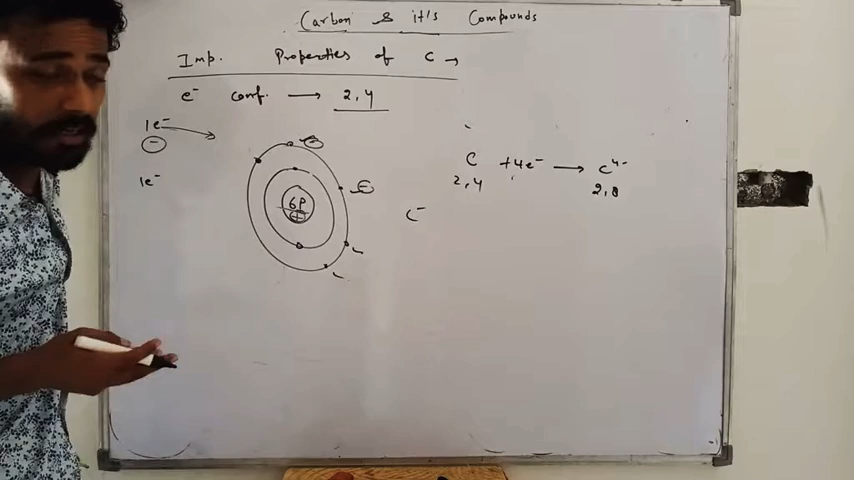 Carbon & it's Compounds
Imp. Properties of C →
e⁻ conf. → 2,4
1e⁻ →
−
1e⁻
6P
+
−
−
C⁻
C + 4e⁻ → C⁴⁻
2,4 2,8